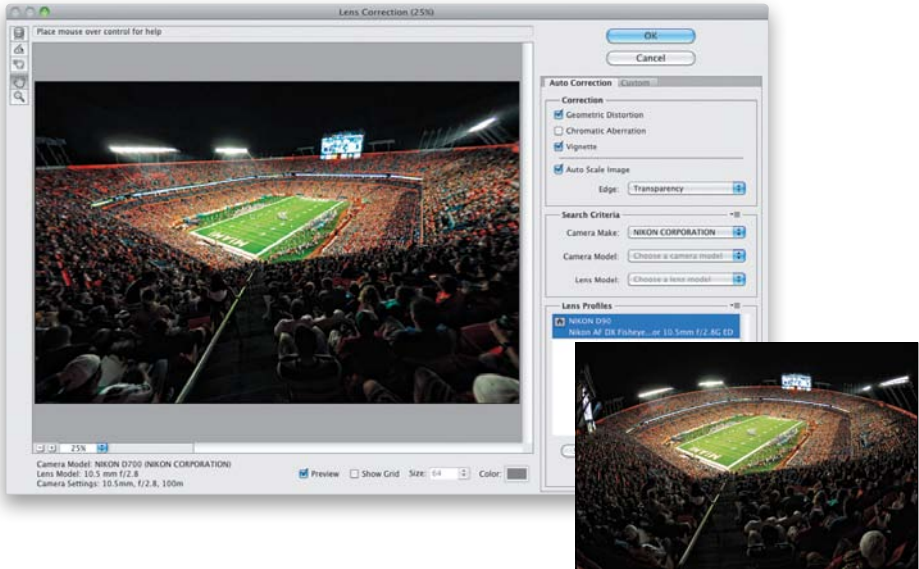 Lens Correction (25%)
Place mouse over control for help
OK
Cancel
Auto Correction Custom
Correction
Geometric Distortion
Chromatic Aberration
Vignette
Auto Scale Image
Edge: Transparency
Search Criteria
Camera Make: NIKON CORPORATION
Camera Model: Choose a camera model
Lens Model: Choose a lens model
Lens Profiles
NIKON D90
Nikon AF DX Fisheye...or 10.5mm f/2.8G ED
25%
Camera Model: NIKON D700 (NIKON CORPORATION)
Lens Model: 10.5 mm f/2.8
Camera Settings: 10.5mm, f/2.8, 100m
Preview Show Grid Size: 64 Color: